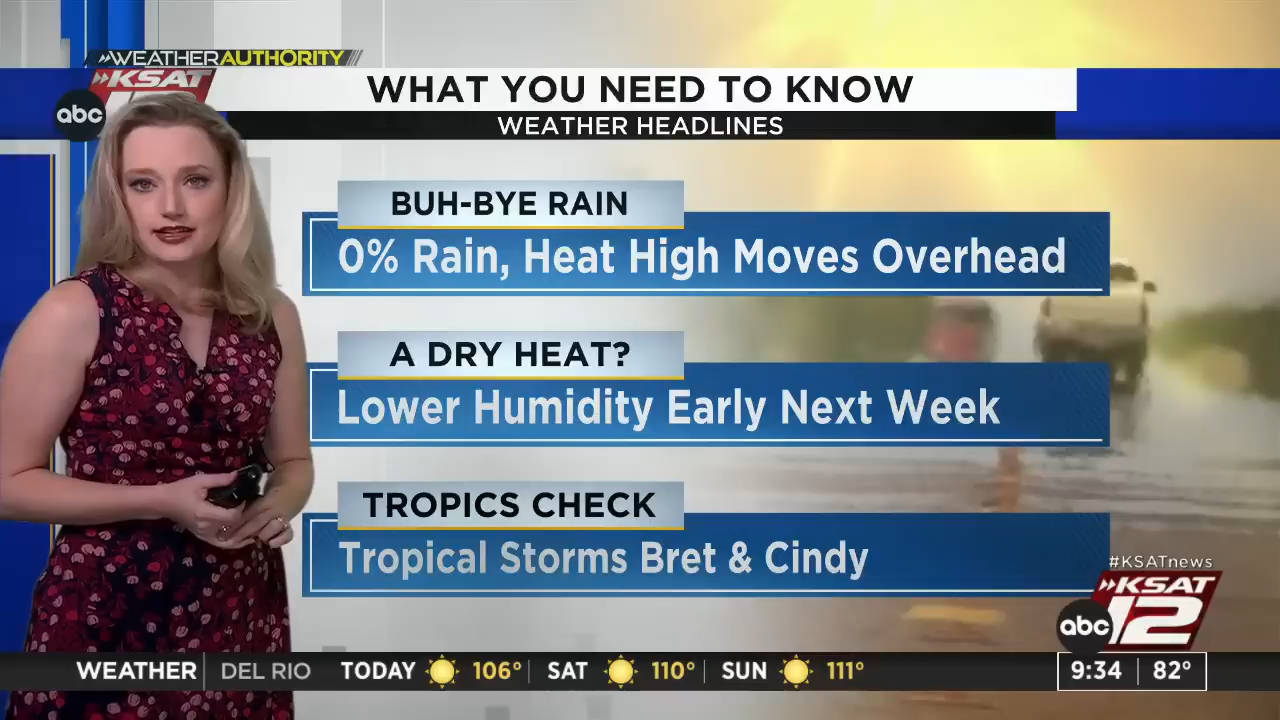 WEATHERAUTHORITY
KSAT
abc
WHAT YOU NEED TO KNOW
WEATHER HEADLINES
BUH-BYE RAIN
0% Rain, Heat High Moves Overhead
A DRY HEAT?
Lower Humidity Early Next Week
TROPICS CHECK
Tropical Storms Bret & Cindy
#KSATnews
KSAT
abc 12
WEATHER DEL RIO TODAY 106° SAT 110° SUN 111°
9:34 82°